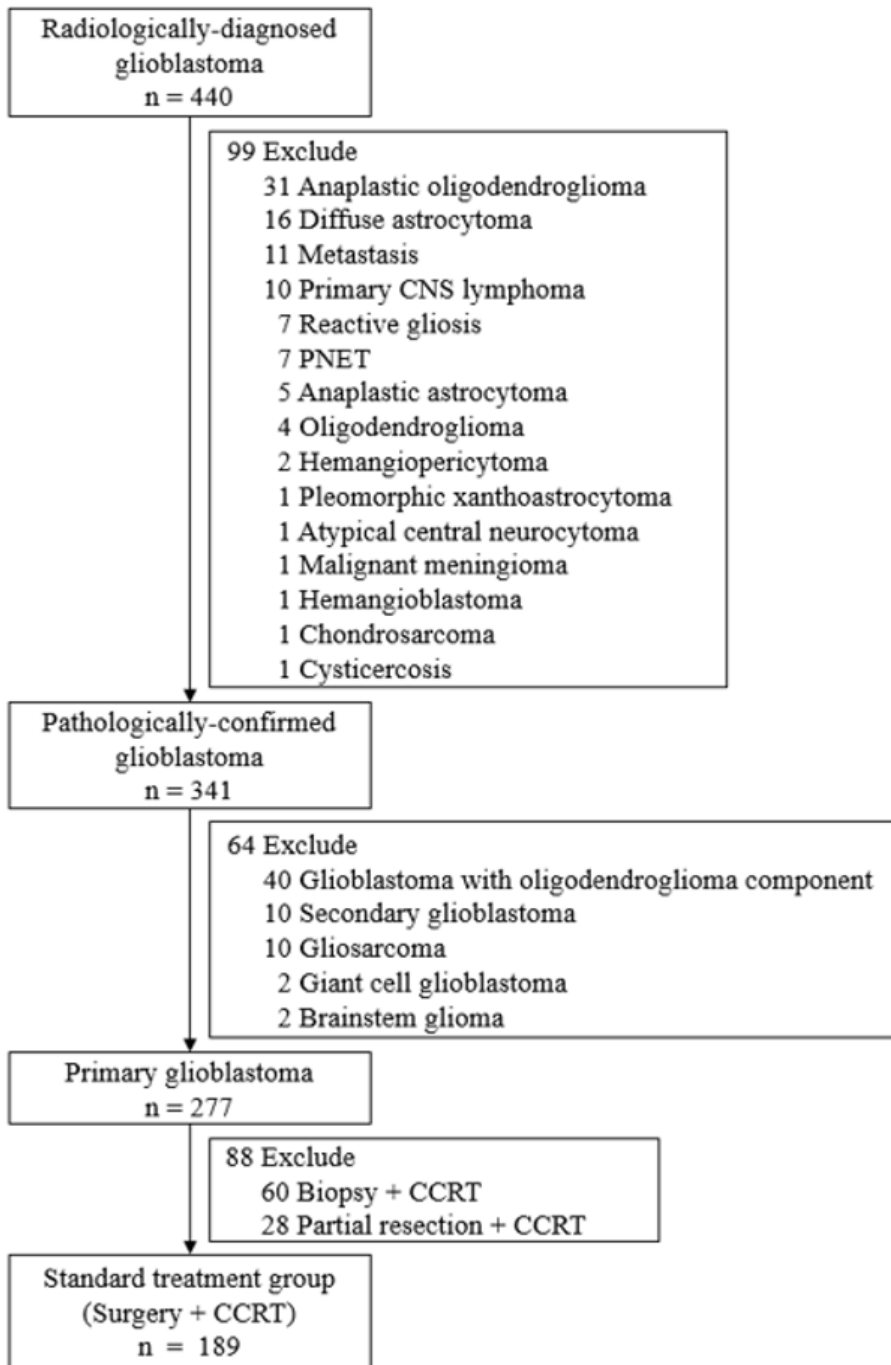 Radiologically-diagnosed
glioblastoma
n = 440
99 Exclude
31 Anaplastic oligodendroglioma
16 Diffuse astrocytoma
11 Metastasis
10 Primary CNS lymphoma
7 Reactive gliosis
7 PNET
5 Anaplastic astrocytoma
4 Oligodendroglioma
2 Hemangiopericytoma
1 Pleomorphic xanthoastrocytoma
1 Atypical central neurocytoma
1 Malignant meningioma
1 Hemangioblastoma
1 Chondrosarcoma
1 Cysticercosis
Pathologically-confirmed
glioblastoma
n = 341
64 Exclude
40 Glioblastoma with oligodendroglioma component
10 Secondary glioblastoma
10 Gliosarcoma
2 Giant cell glioblastoma
2 Brainstem glioma
Primary glioblastoma
n = 277
88 Exclude
60 Biopsy + CCRT
28 Partial resection + CCRT
Standard treatment group
(Surgery + CCRT)
n = 189